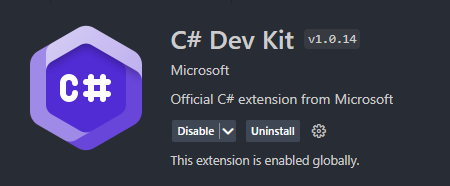 C#
C# Dev Kit v1.0.14
Microsoft
Official C# extension from Microsoft
Disable Uninstall
This extension is enabled globally.